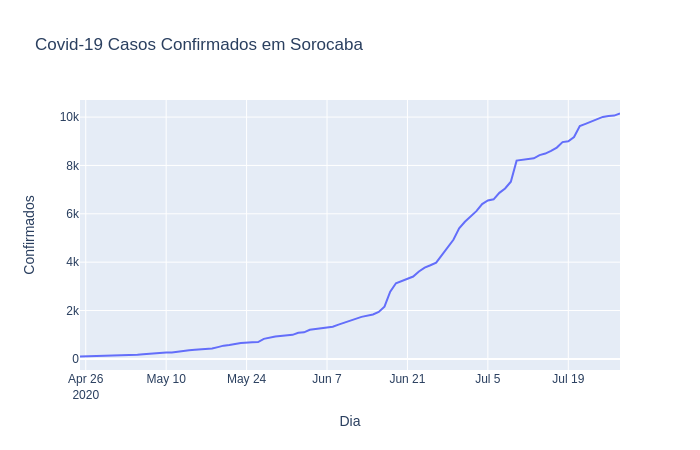 Covid-19 Casos Confirmados em Sorocaba
10k
8k
6k
4k
2k
0
Confirmados
Apr 26
2020
May 10
May 24
Jun 7
Jun 21
Jul 5
Jul 19
Dia